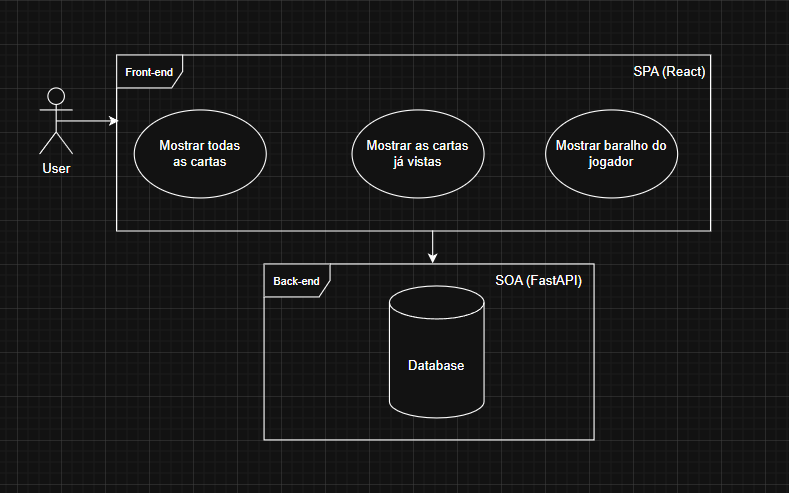 Front-end
SPA (React)
Mostrar todas
as cartas
Mostrar as cartas
já vistas
Mostrar baralho do
jogador
User
Back-end
SOA (FastAPI)
Database